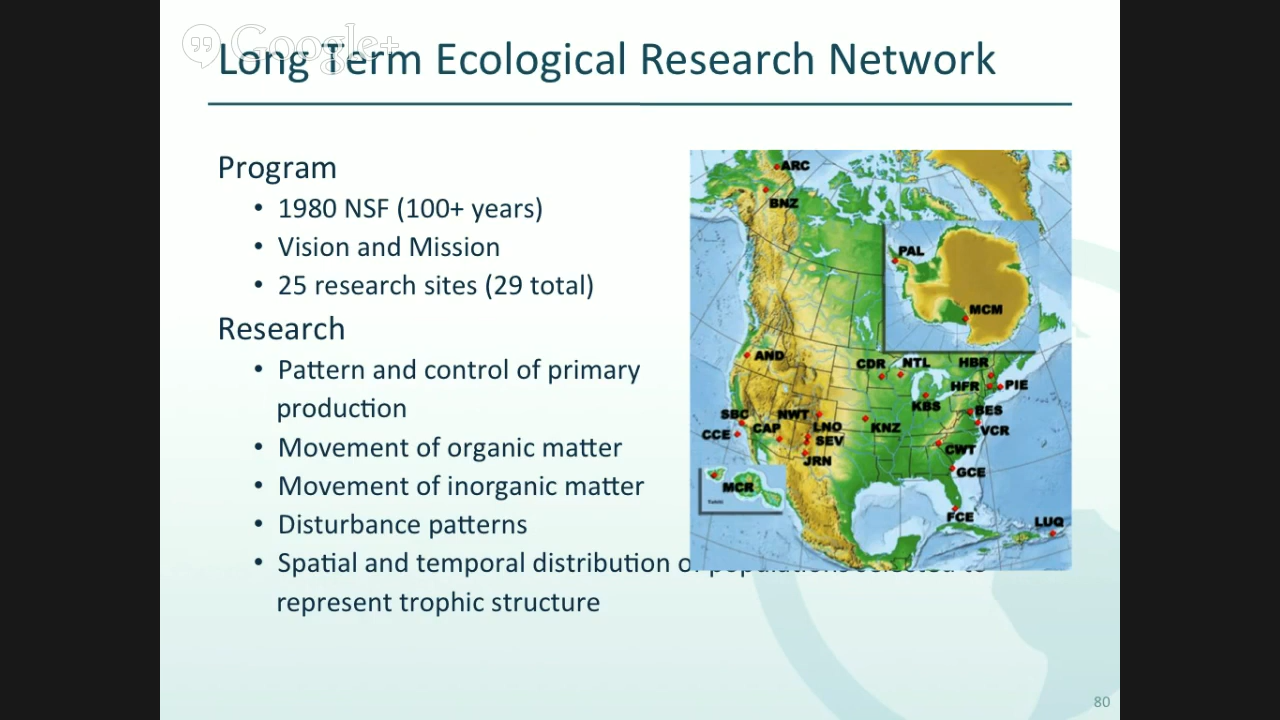 Google+
Long Term Ecological Research Network
Program
• 1980 NSF (100+ years)
• Vision and Mission
• 25 research sites (29 total)
Research
• Pattern and control of primary
production
• Movement of organic matter
• Movement of inorganic matter
• Disturbance patterns
• Spatial and temporal distribution of populations selected to
represent trophic structure
ARC
BNZ
PAL
MCM
AND
CDR
NTL
HBR
HFR
PIE
KBS
SBC
NWT
BES
CCE
CAP
LNO
KNZ
VCR
SEV
CWT
JRN
GCE
MCR
FCE
LUQ
80